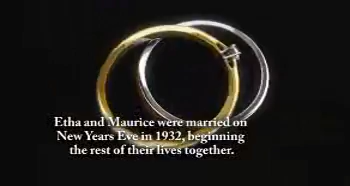 Etha and Maurice were married on
New Years Eve in 1932, beginning
the rest of their lives together.